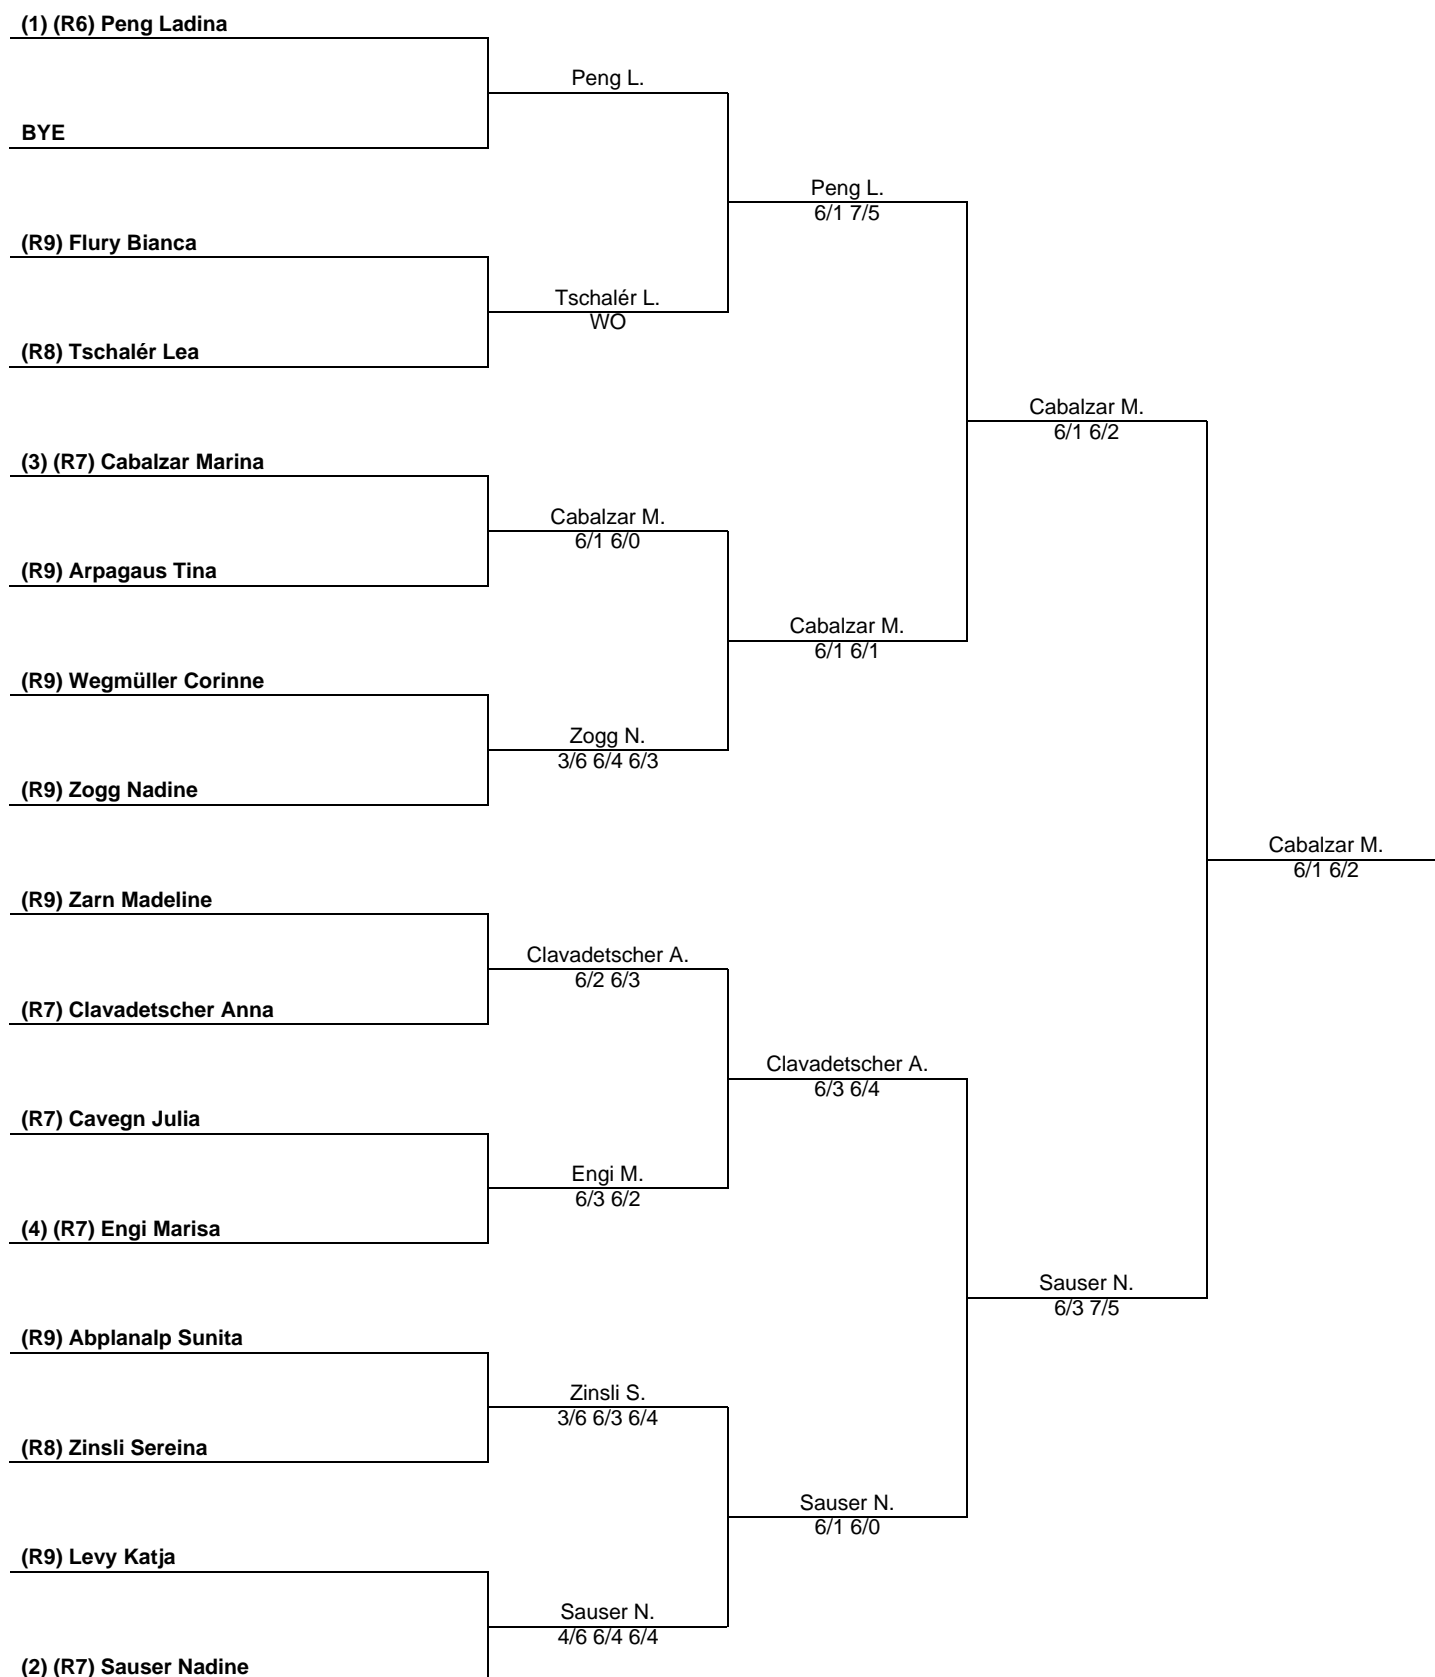 (1) (R6) Peng Ladina
Peng L.
BYE
Peng L.
6/1 7/5
(R9) Flury Bianca
Tschalér L.
WO
(R8) Tschalér Lea
Cabalzar M.
6/1 6/2
(3) (R7) Cabalzar Marina
Cabalzar M.
6/1 6/0
(R9) Arpagaus Tina
Cabalzar M.
6/1 6/1
(R9) Wegmüller Corinne
Zogg N.
3/6 6/4 6/3
(R9) Zogg Nadine
Cabalzar M.
6/1 6/2
(R9) Zarn Madeline
Clavadetscher A.
6/2 6/3
(R7) Clavadetscher Anna
Clavadetscher A.
6/3 6/4
(R7) Cavegn Julia
Engi M.
6/3 6/2
(4) (R7) Engi Marisa
Sauser N.
6/3 7/5
(R9) Abplanalp Sunita
Zinsli S.
3/6 6/3 6/4
(R8) Zinsli Sereina
Sauser N.
6/1 6/0
(R9) Levy Katja
Sauser N.
4/6 6/4 6/4
(2) (R7) Sauser Nadine